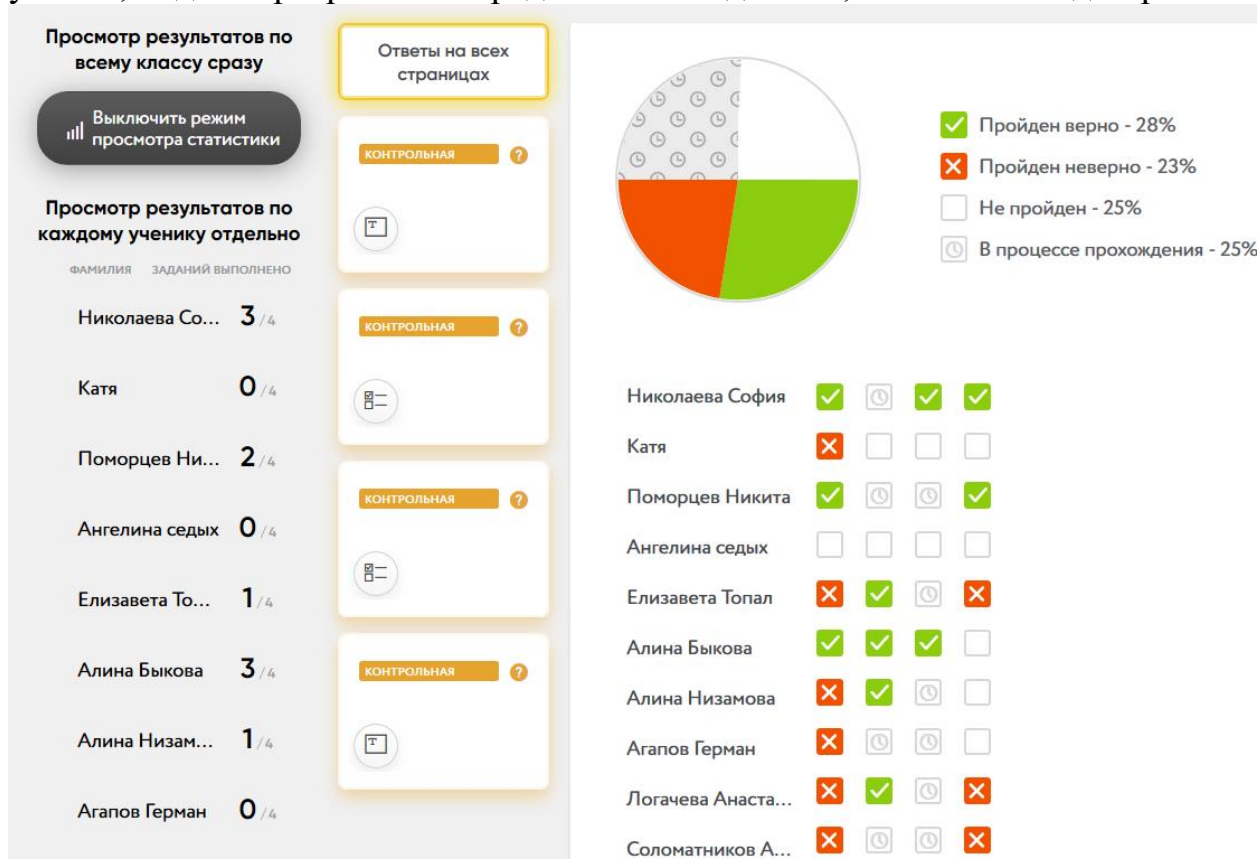 Просмотр результатов по
всему классу сразу
Выключить режим
просмотра статистики
Просмотр результатов по
каждому ученику отдельно
ФАМИЛИЯ ЗАДАНИЙ ВЫПОЛНЕНО
Николаева Со... 3 / 4
Катя 0 / 4
Поморцев Ни... 2 / 4
Ангелина седых 0 / 4
Елизавета То... 1 / 4
Алина Быкова 3 / 4
Алина Низам... 1 / 4
Агапов Герман 0 / 4
Ответы на всех
страницах
КОНТРОЛЬНАЯ ?
T
КОНТРОЛЬНАЯ ?
КОНТРОЛЬНАЯ ?
КОНТРОЛЬНАЯ ?
T
Пройден верно - 28%
Пройден неверно - 23%
Не пройден - 25%
В процессе прохождения - 25%
Николаева София
Катя
Поморцев Никита
Ангелина седых
Елизавета Топал
Алина Быкова
Алина Низамова
Агапов Герман
Логачева Анаста...
Соломатников А...